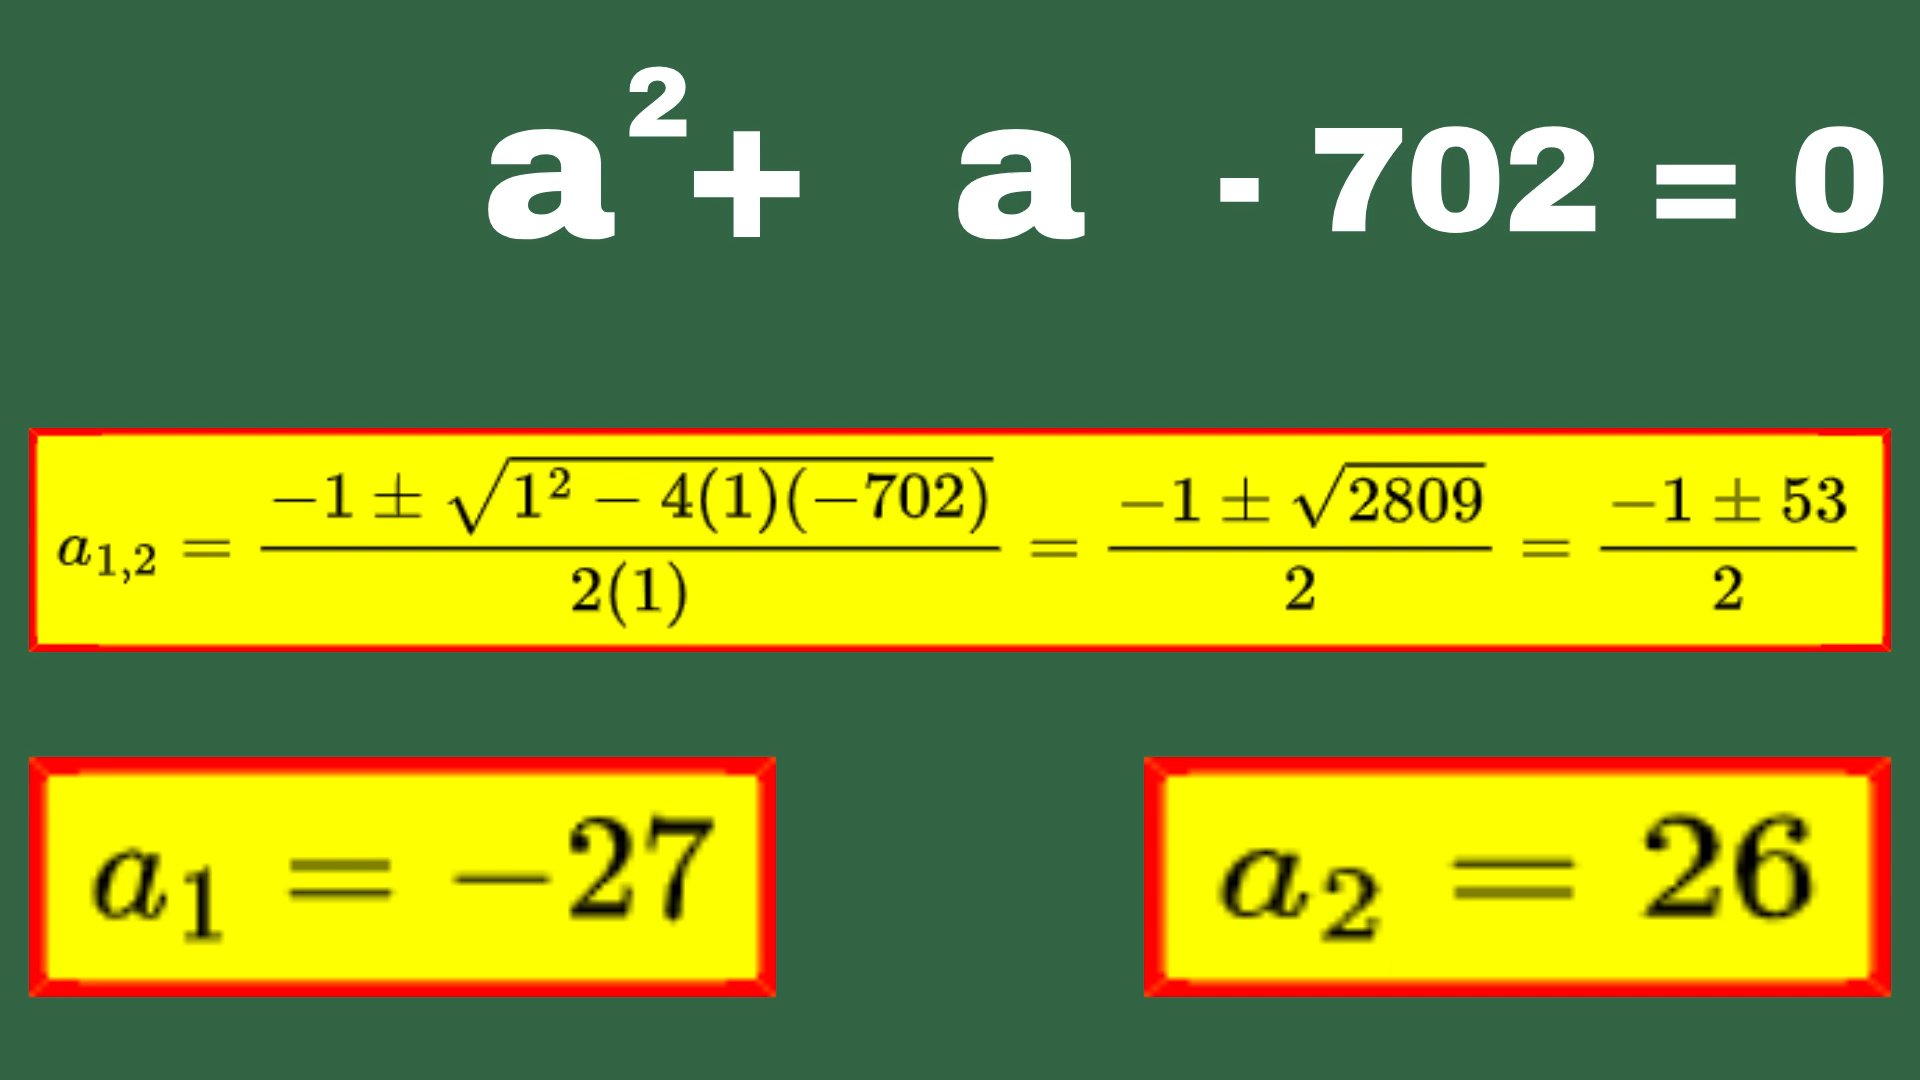 a²+ a - 702 = 0
a₁,₂ = (−1 ± √(1² − 4(1)(−702))) / 2(1) = (−1 ± √2809) / 2 = (−1 ± 53) / 2
a₁ = −27
a₂ = 26